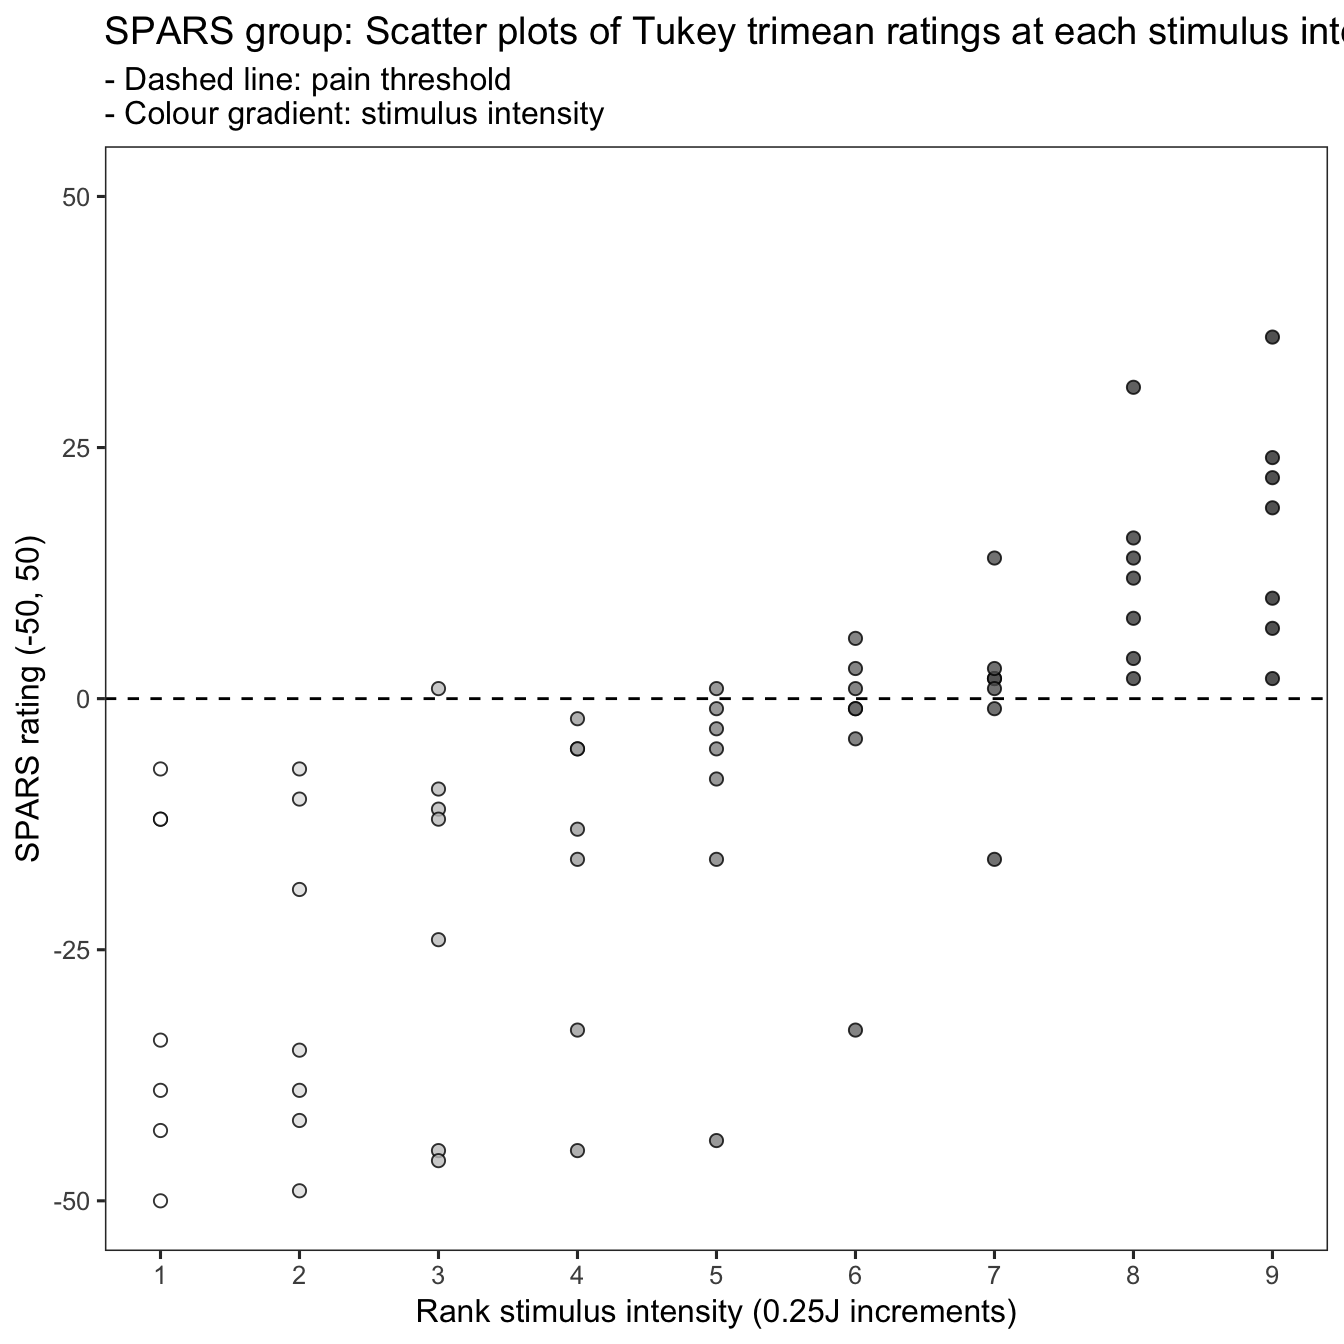 SPARS group: Scatter plots of Tukey trimean ratings at each stimulus
- Dashed line: pain threshold
- Colour gradient: stimulus intensity
50
25
0
-25
-50
SPARS rating (-50, 50)
1 2 3 4 5 6 7 8 9
Rank stimulus intensity (0.25J increments)